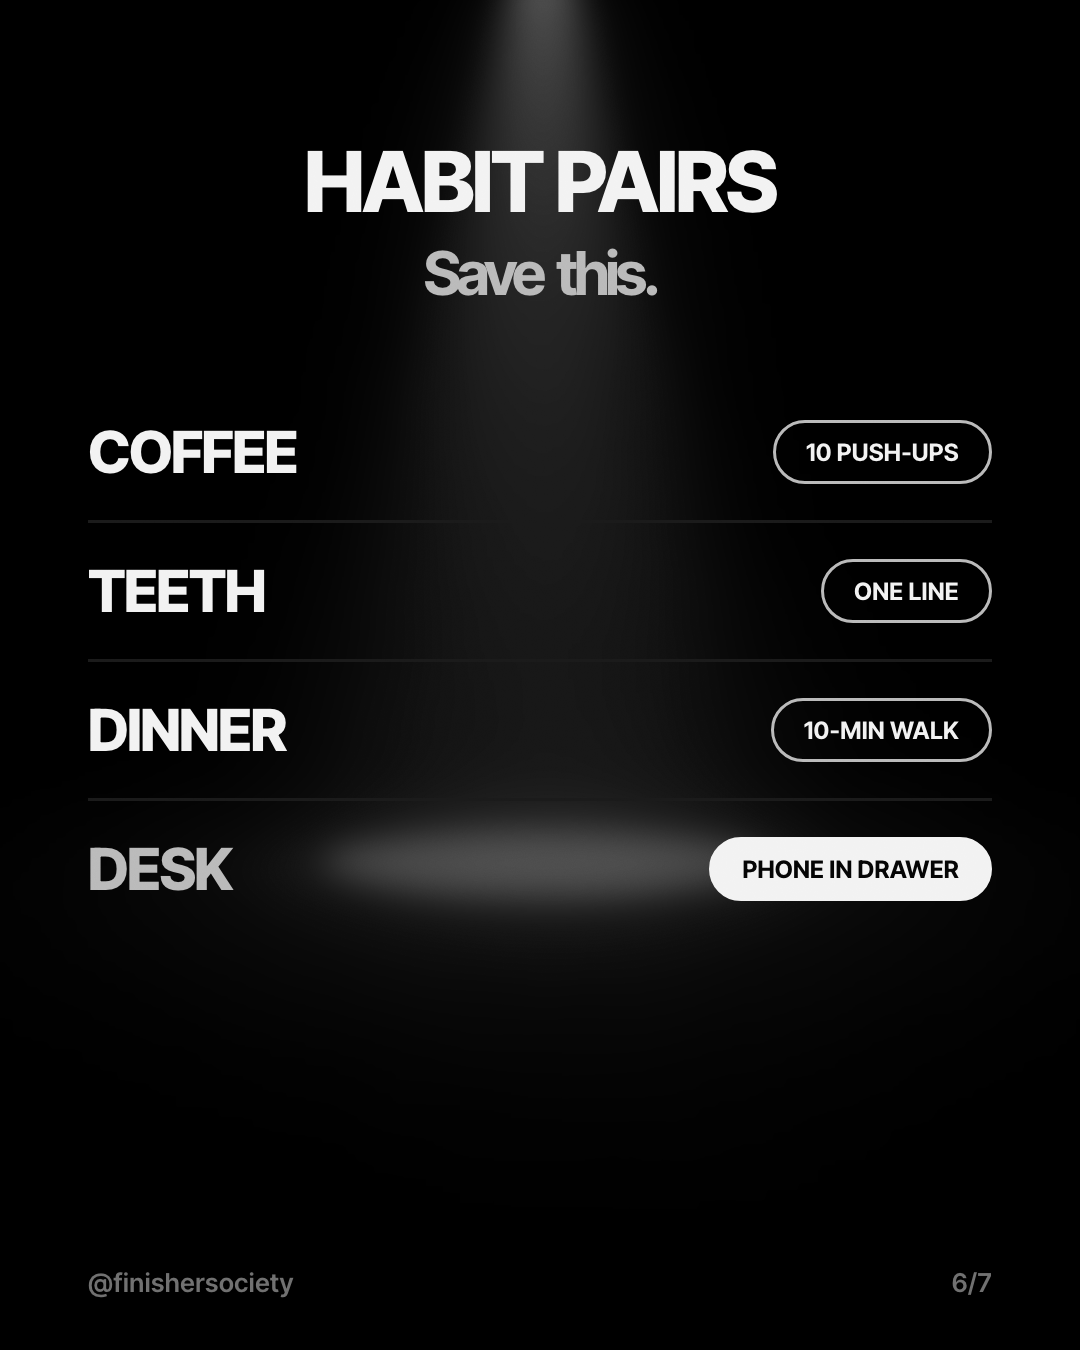 HABIT PAIRS
Save this.
COFFEE
10 PUSH-UPS
TEETH
ONE LINE
DINNER
10-MIN WALK
DESK
PHONE IN DRAWER
@finishersociety
6/7